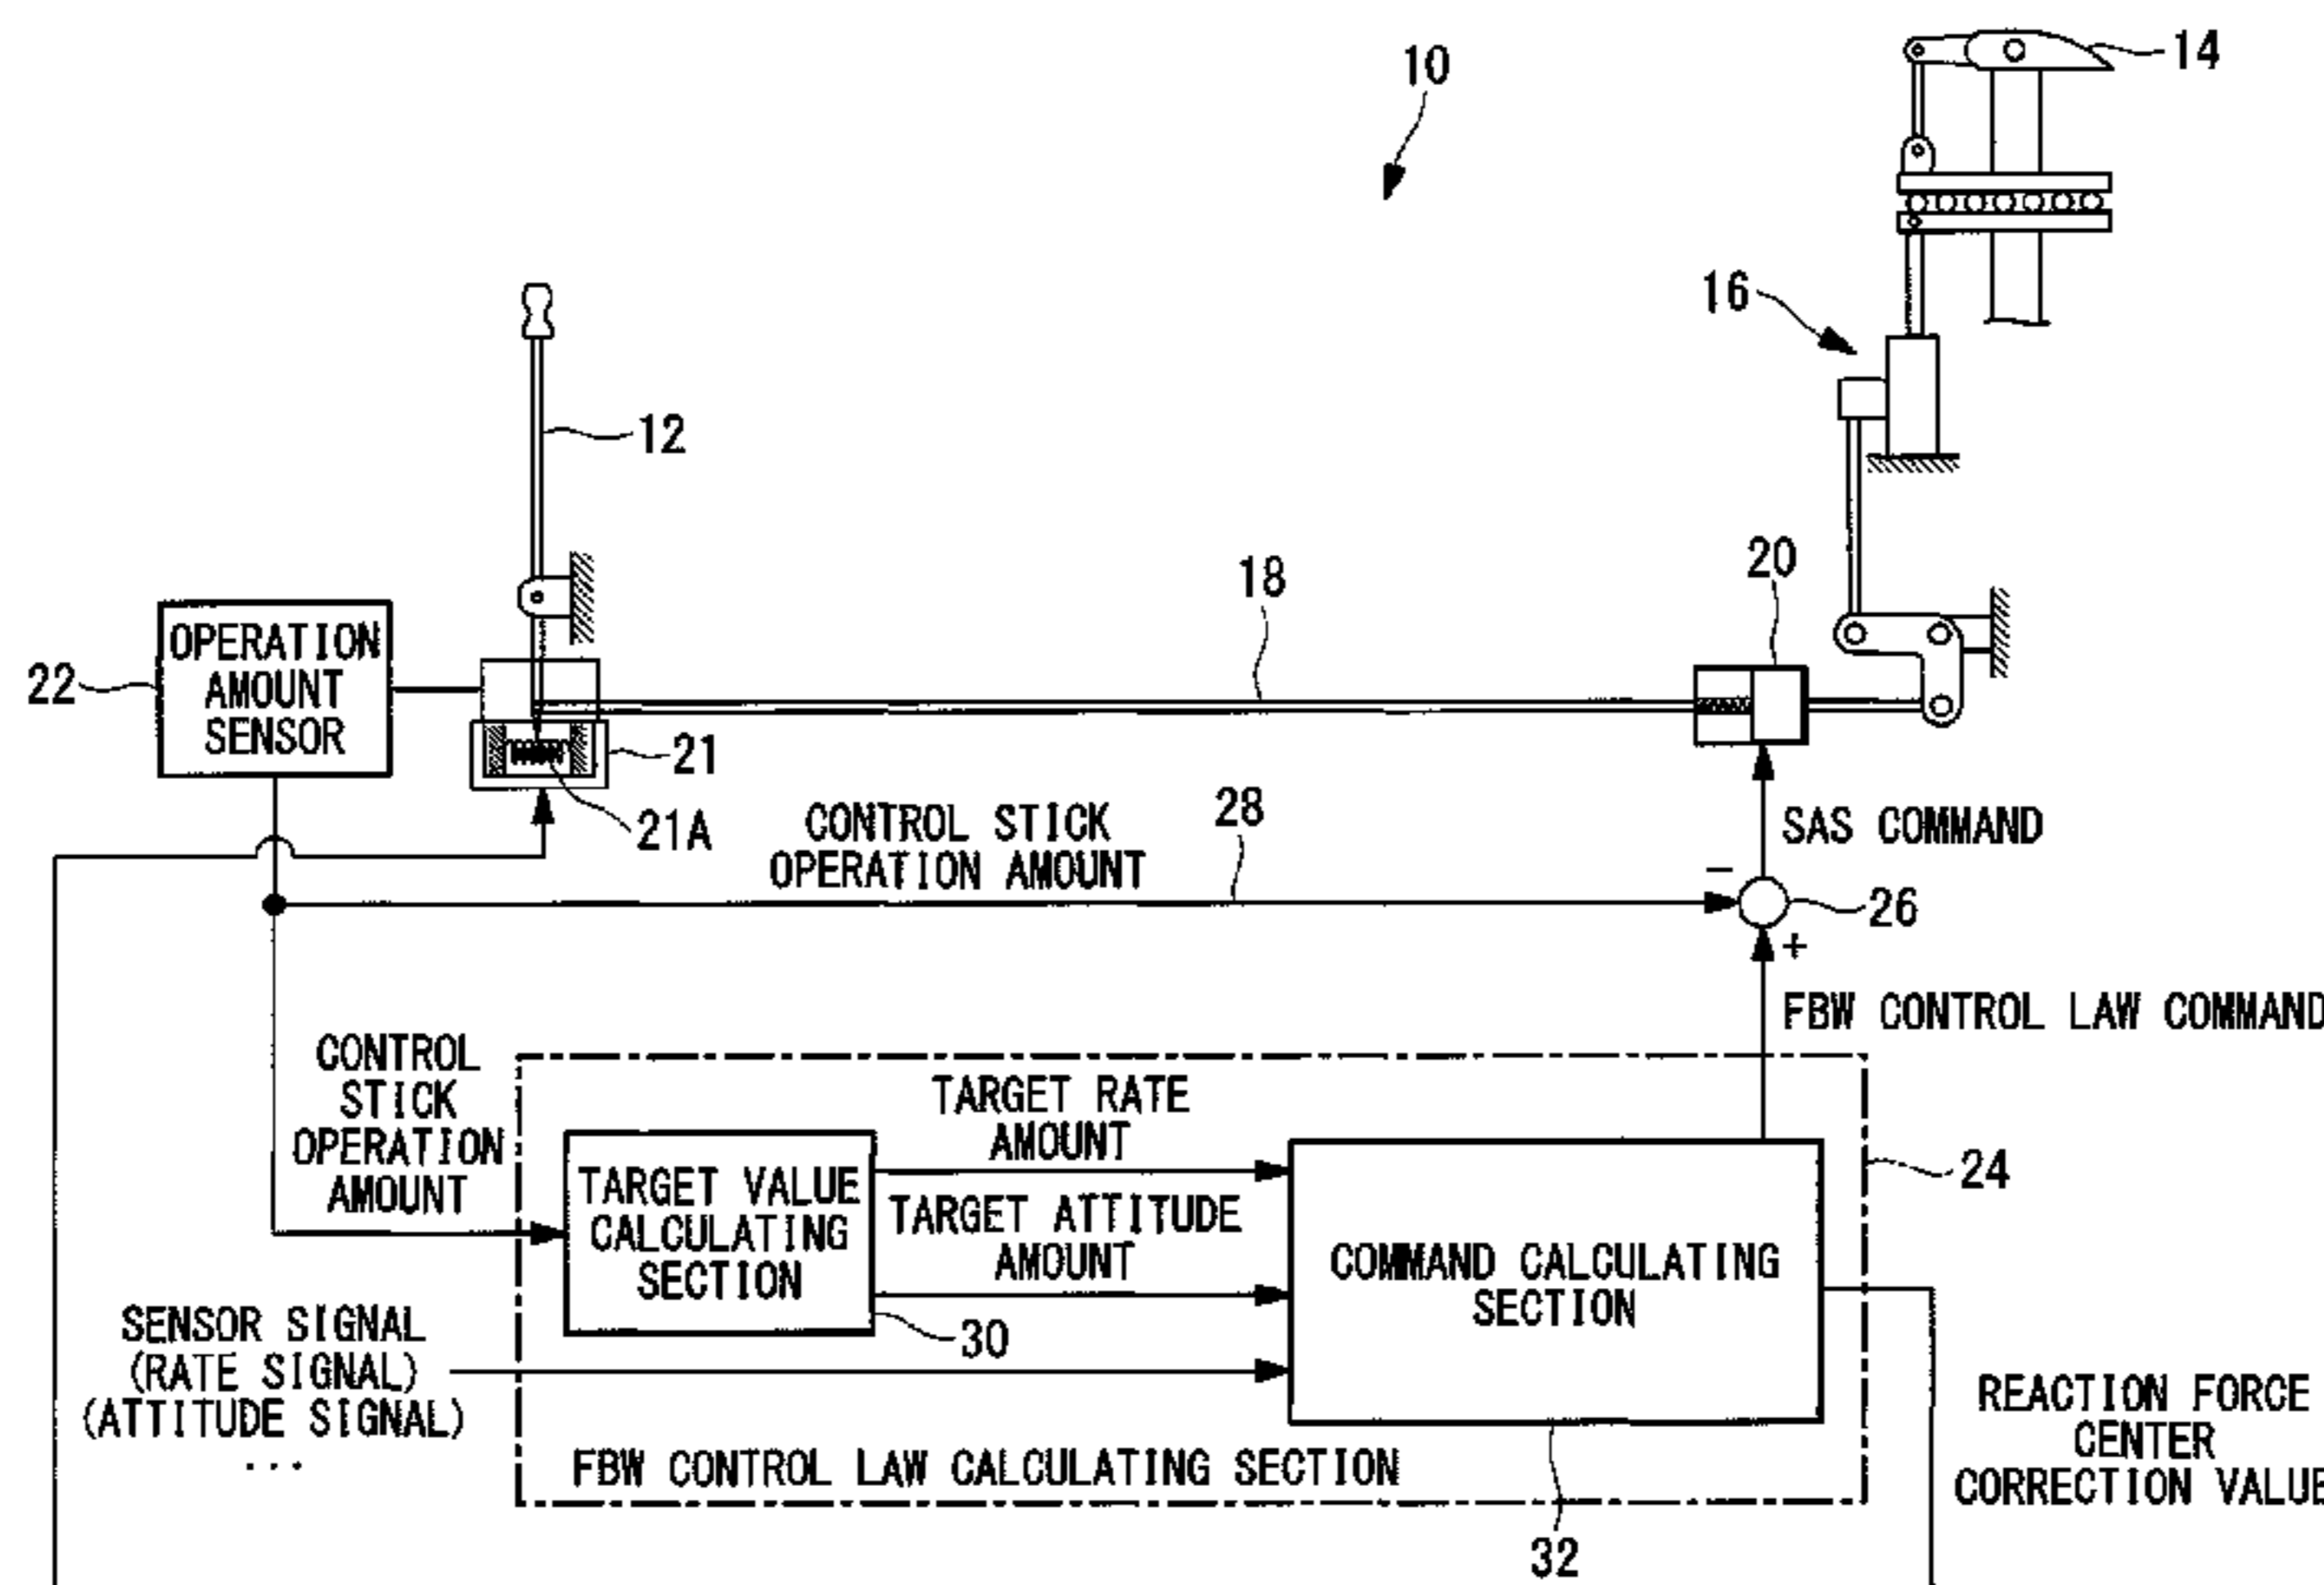 10
14
16
12
20
18
OPERATION
AMOUNT
SENSOR
22
21
21A
CONTROL STICK
OPERATION AMOUNT
28
SAS COMMAND
-
26
+
FBW CONTROL LAW COMMAND
CONTROL
STICK
OPERATION
AMOUNT
TARGET RATE
AMOUNT
TARGET VALUE
CALCULATING
SECTION
TARGET ATTITUDE
AMOUNT
24
COMMAND CALCULATING
SECTION
30
SENSOR SIGNAL
(RATE SIGNAL)
(ATTITUDE SIGNAL)
...
REACTION FORCE
CENTER
CORRECTION VALUE
FBW CONTROL LAW CALCULATING SECTION
32